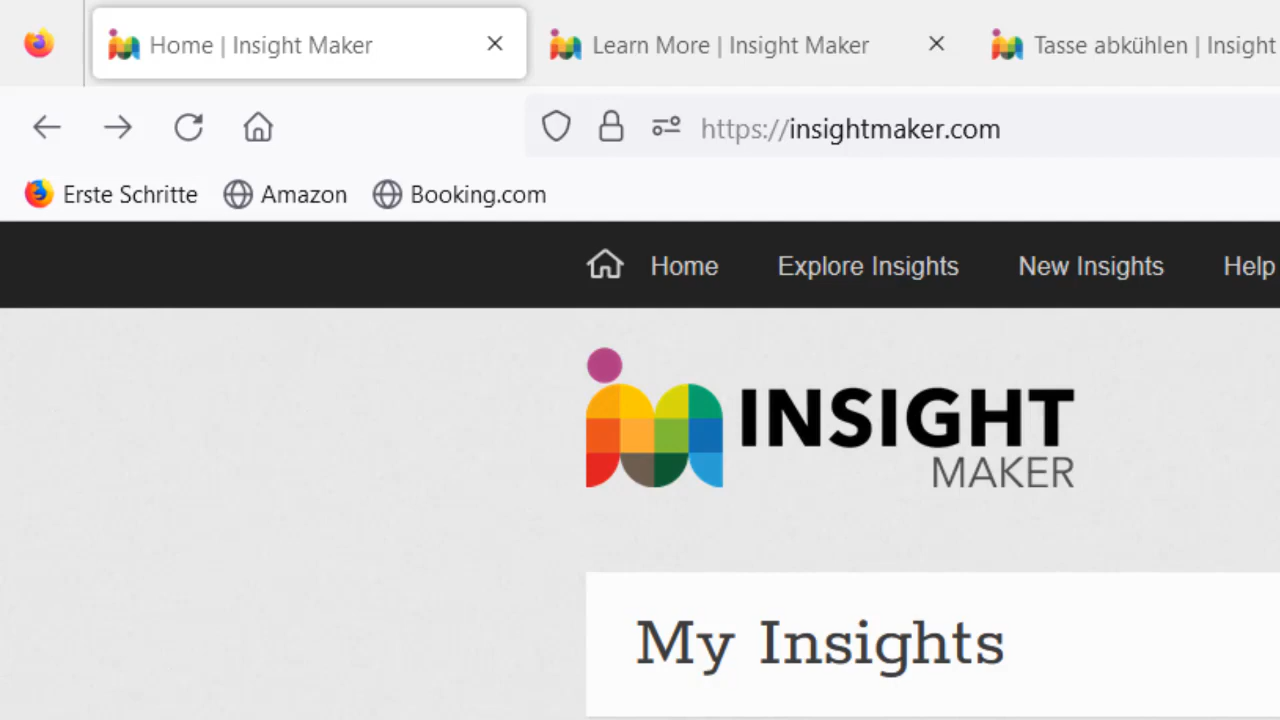 Home | Insight Maker
Learn More | Insight Maker
Tasse abkühlen | Insight
https://insightmaker.com
Erste Schritte
Amazon
Booking.com
Home
Explore Insights
New Insights
Help
INSIGHT
MAKER
My Insights